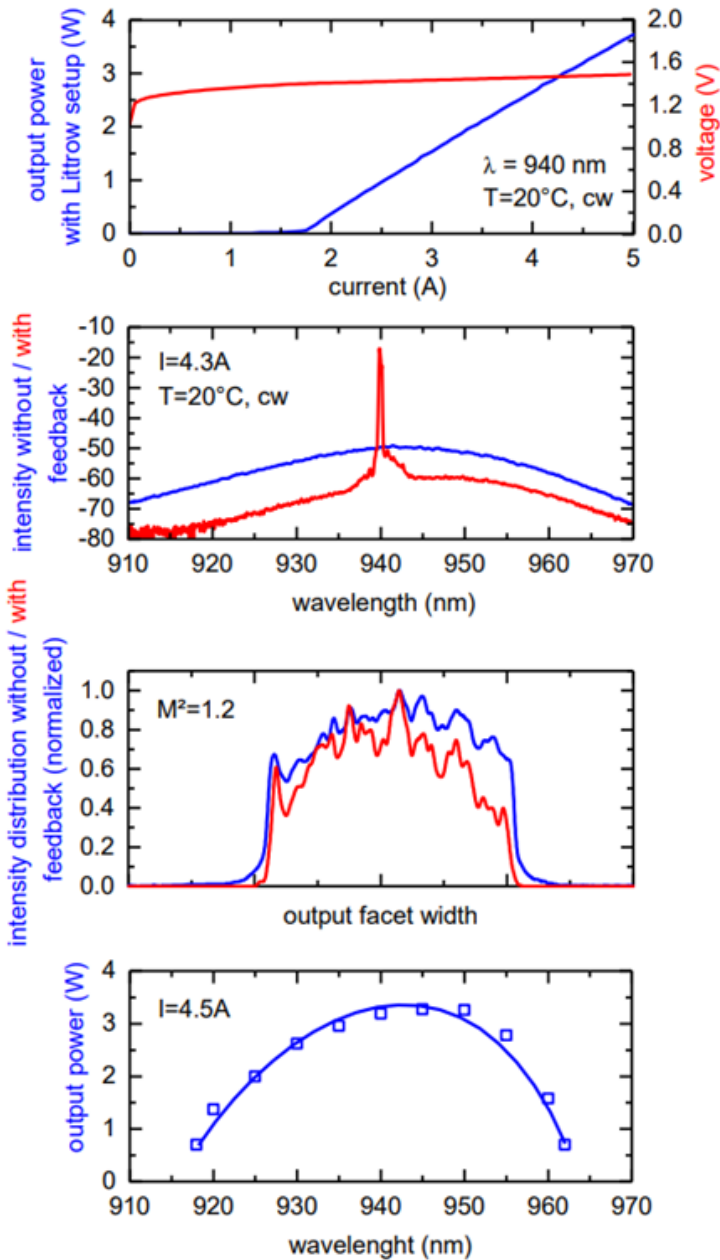 output power
with Littrow setup (W)
4
3
2
1
0
2.0
1.6
1.2
0.8
0.4
0.0
voltage (V)
λ = 940 nm
T=20°C, cw
0 1 2 3 4 5
current (A)
intensity without / with
feedback
-10
-20
-30
-40
-50
-60
-70
-80
I=4.3A
T=20°C, cw
910 920 930 940 950 960 970
wavelength (nm)
intensity distribution without / with
feedback (normalized)
1.0
0.8
0.6
0.4
0.2
0.0
M²=1.2
output facet width
output power (W)
4
3
2
1
0
I=4.5A
910 920 930 940 950 960 970
wavelenght (nm)